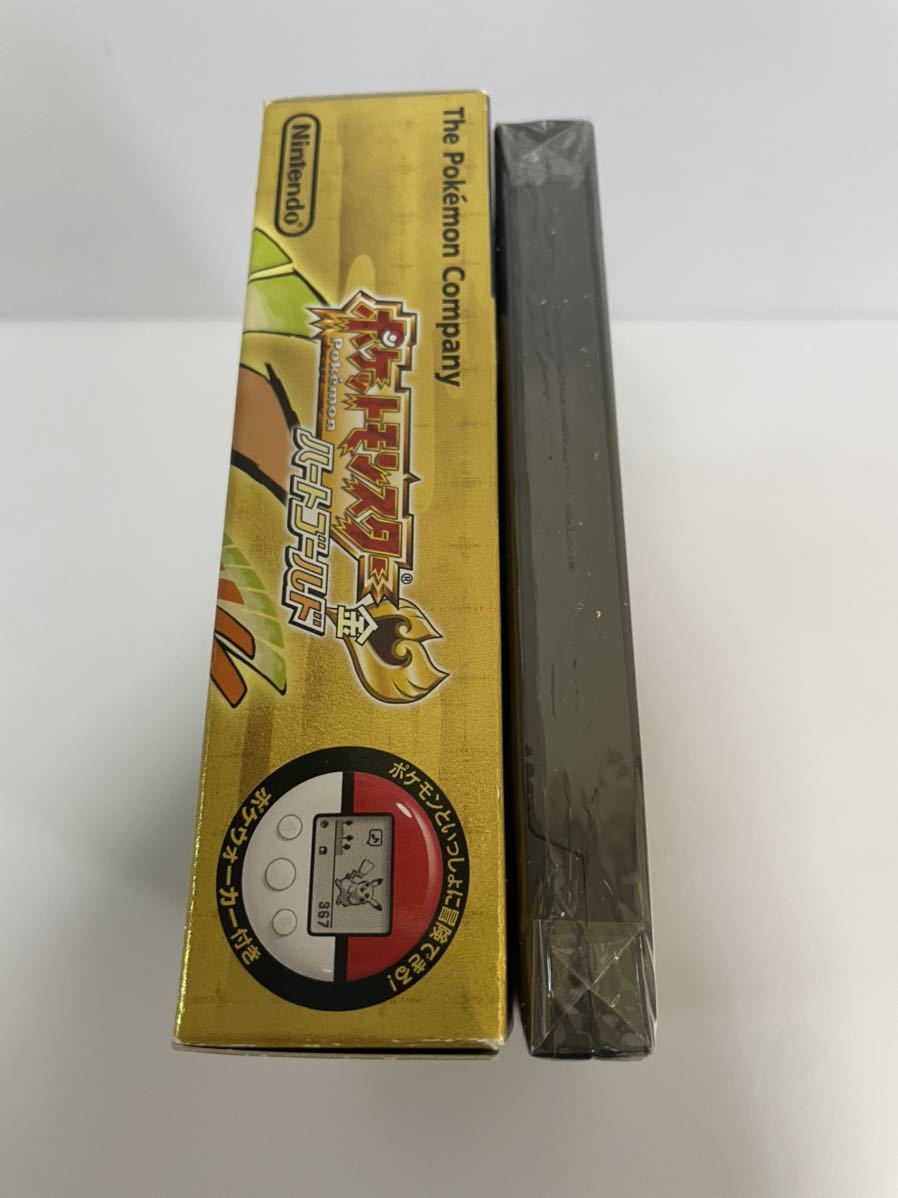 The Pokémon Company
Nintendo®
ポケットモンスター®
Pokémon
金
ハートゴールド
ポケモンといっしょに冒険できる!
ポケウォーカー付き
367